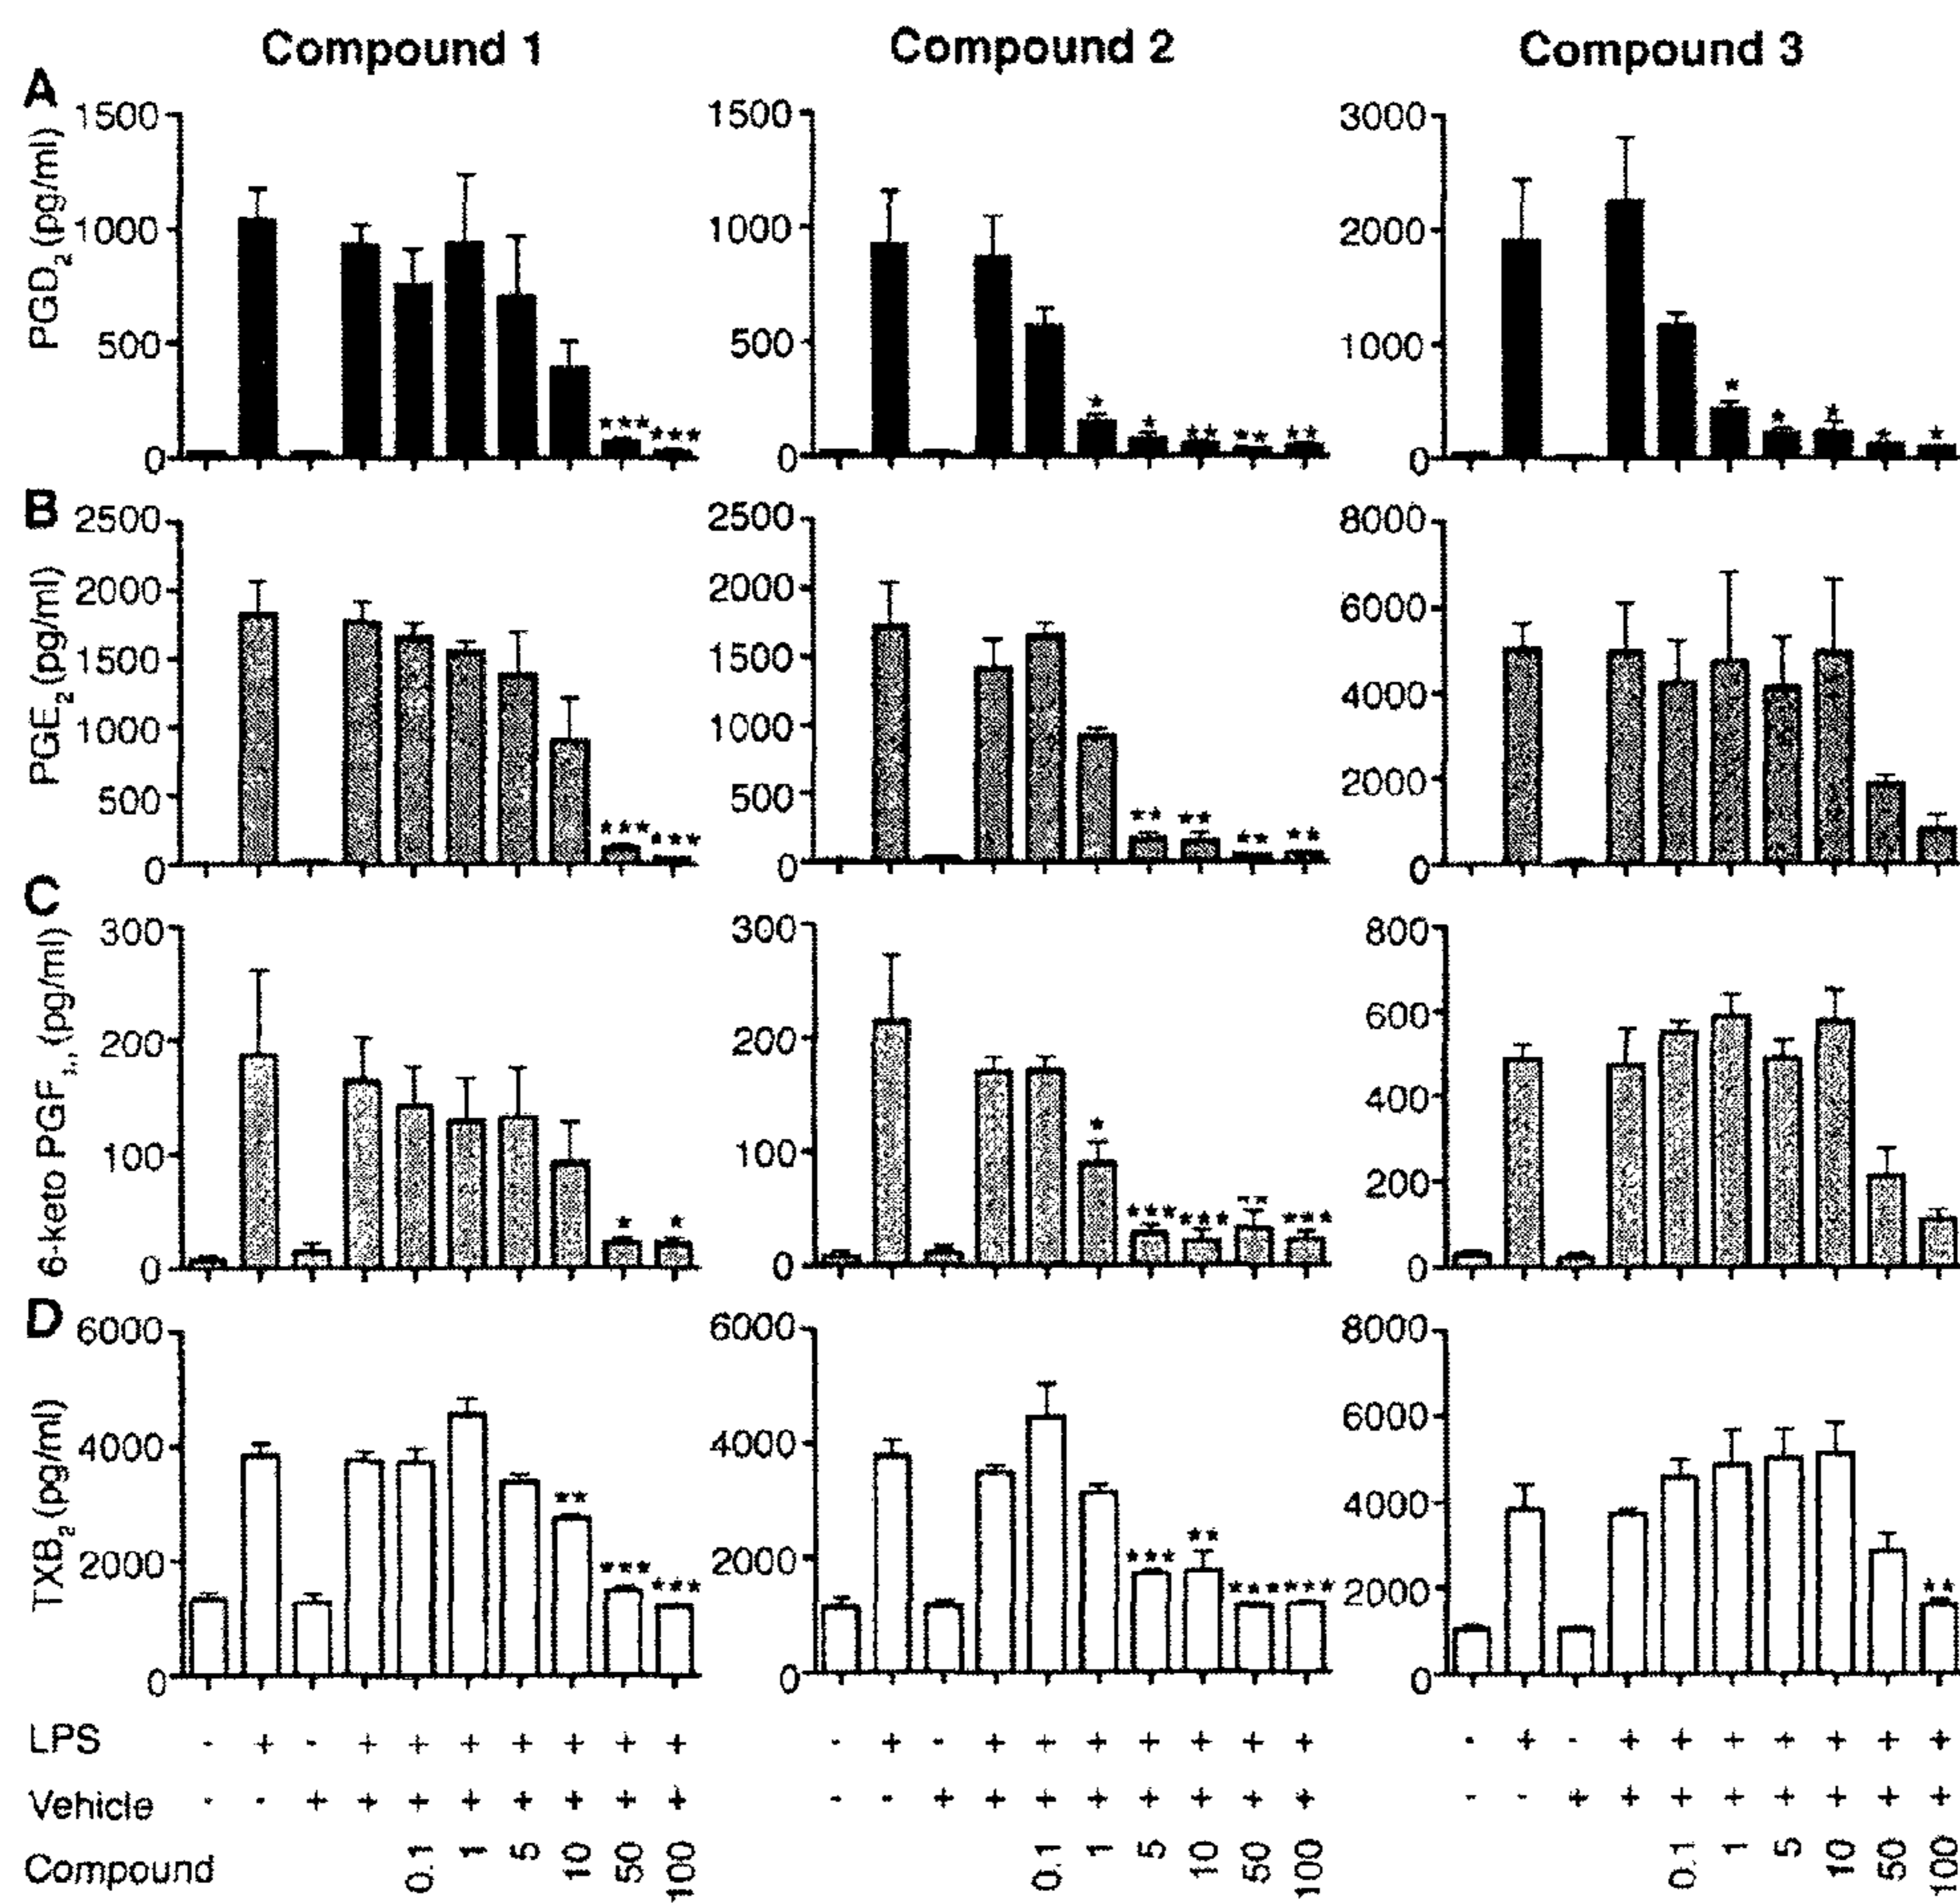 Compound 1 Compound 2 Compound 3
A
PGD2 (pg/ml)
1500 1000 500 0
*** ***
1500 1000 500 0
* * ** ** **
3000 2000 1000 0
* * * * *
B
PGE2 (pg/ml)
2500 2000 1500 1000 500 0
*** ***
2500 2000 1500 1000 500 0
** ** ** **
8000 6000 4000 2000 0
C
6-keto PGF (pg/ml)
300 200 100 0
* *
300 200 100 0
* *** *** ** ***
800 600 400 200 0
D
TXB2 (pg/ml)
6000 4000 2000 0
** *** ***
6000 4000 2000 0
*** ** *** ***
8000 6000 4000 2000 0
**
LPS - + - + + + + + + + - + - + + + + + + + - + - + + + + + + +
Vehicle - - + + + + + + + + - - + + + + + + + + - - + + + + + + + +
Compound 0.1 1 5 10 50 100 0.1 1 5 10 50 100 0.1 1 5 10 50 100